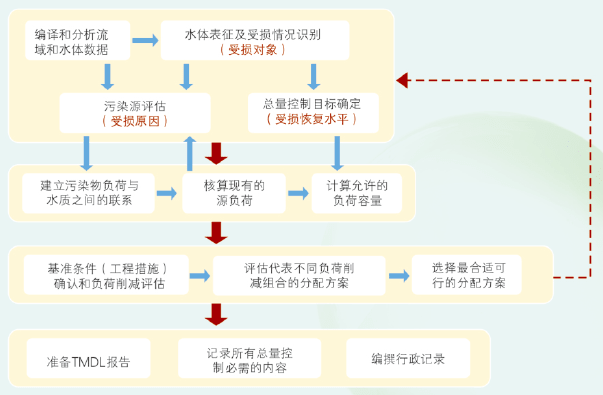 编译和分析流
域和水体数据
水体表征及受损情况识别
（受损对象）
污染源评估
（受损原因）
总量控制目标确定
（受损恢复水平）
建立污染物负荷与
水质之间的联系
核算现有的
源负荷
计算允许的
负荷容量
基准条件（工程措施）
确认和负荷削减评估
评估代表不同负荷削
减组合的分配方案
选择最合适可
行的分配方案
准备TMDL报告
记录所有总量控
制必需的内容
编撰行政记录